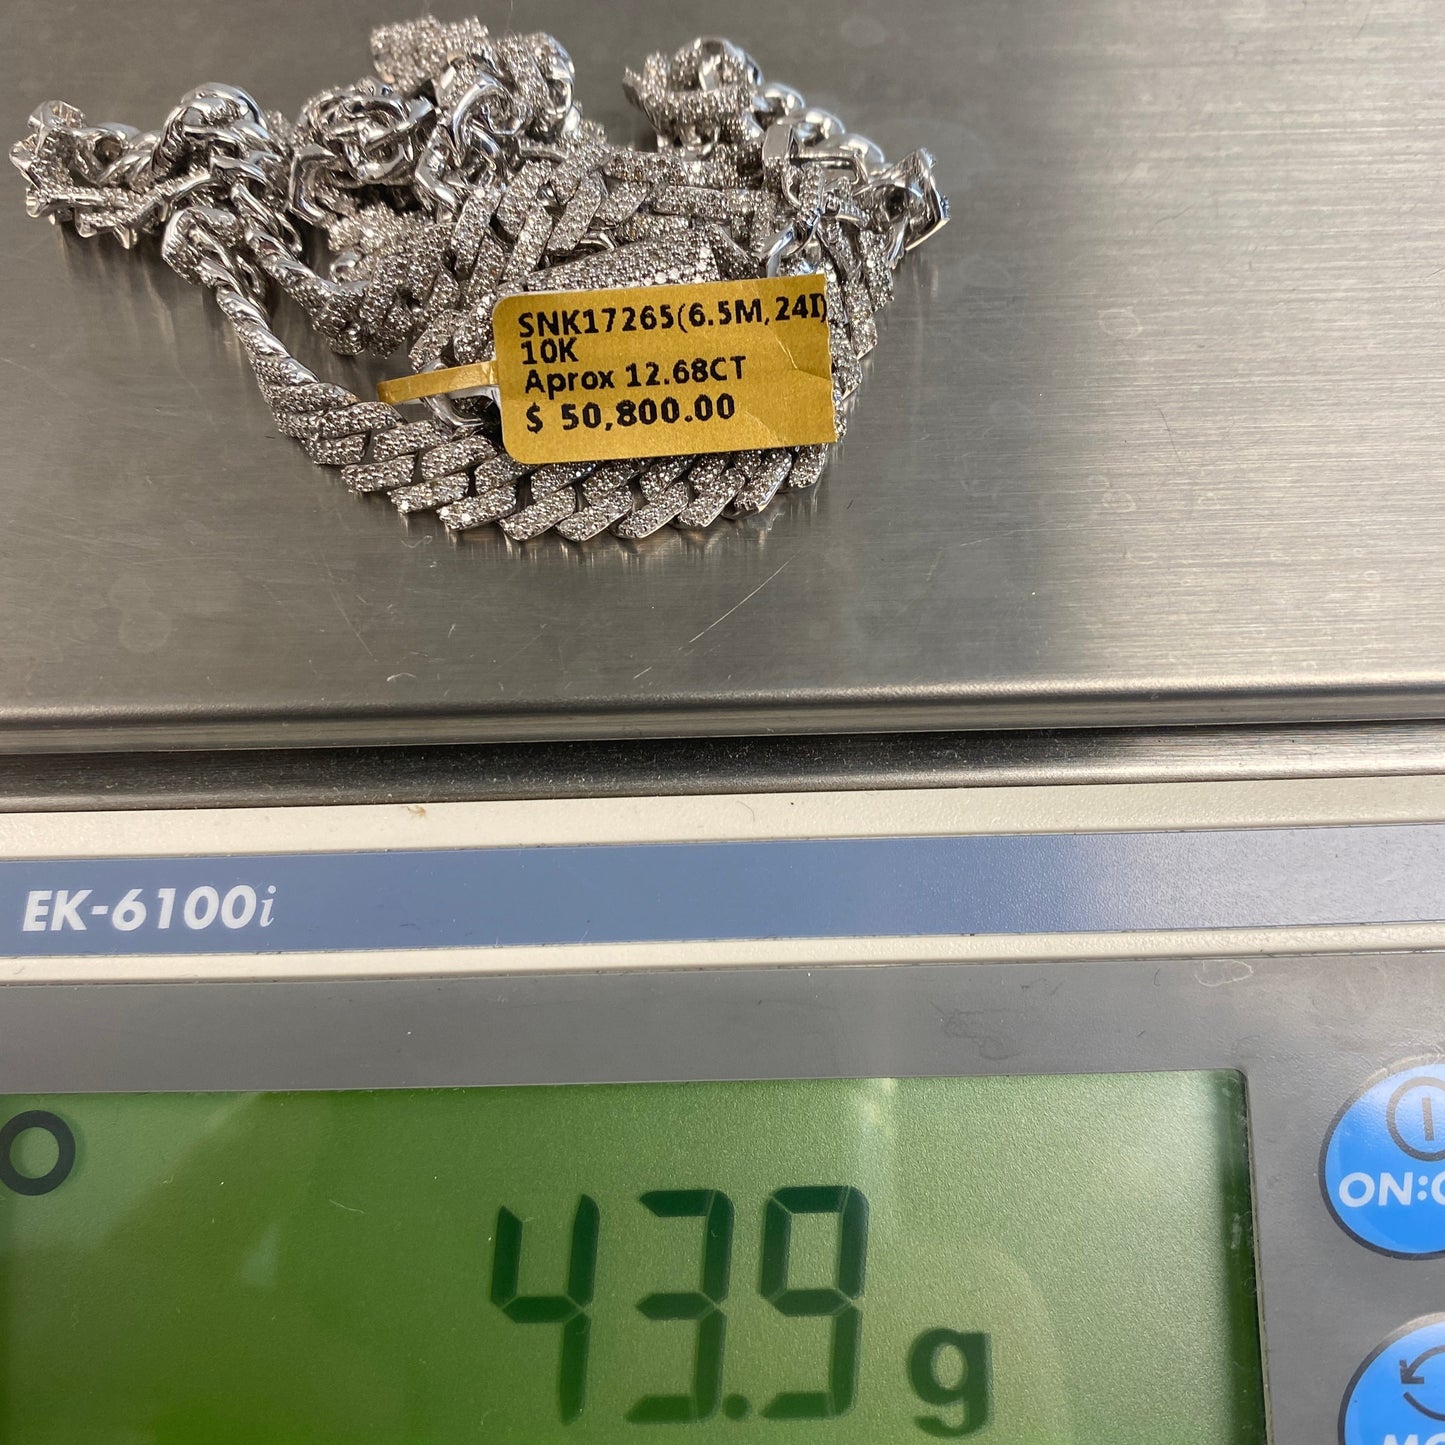 SNK17265(6.5M,24I)
10K
Aprox 12.68CT
$ 50,800.00
EK-6100i
43.9 g